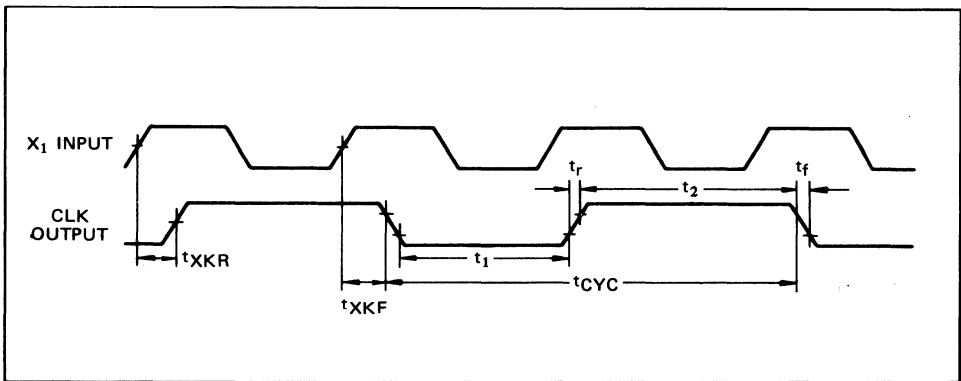 X1 INPUT
tr
t2
tf
CLK
OUTPUT
tXKR
t1
tXKF
tCYC